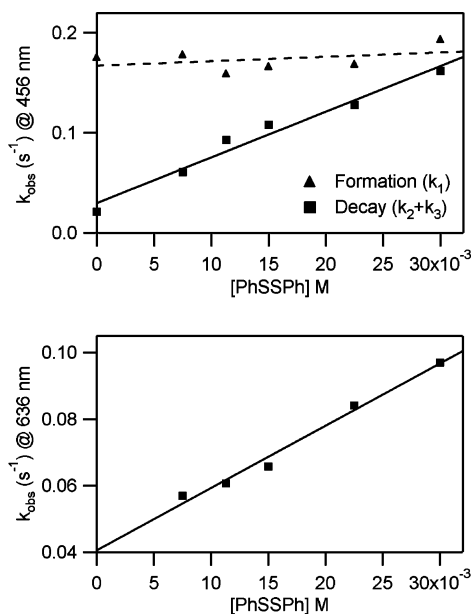 k_obs (s⁻¹) @ 456 nm
0.2
0.1
0.0
▲ Formation (k₁)
■ Decay (k₂+k₃)
0 5 10 15 20 25 30x10⁻³
[PhSSPh] M
k_obs (s⁻¹) @ 636 nm
0.10
0.08
0.06
0.04
0 5 10 15 20 25 30x10⁻³
[PhSSPh] M